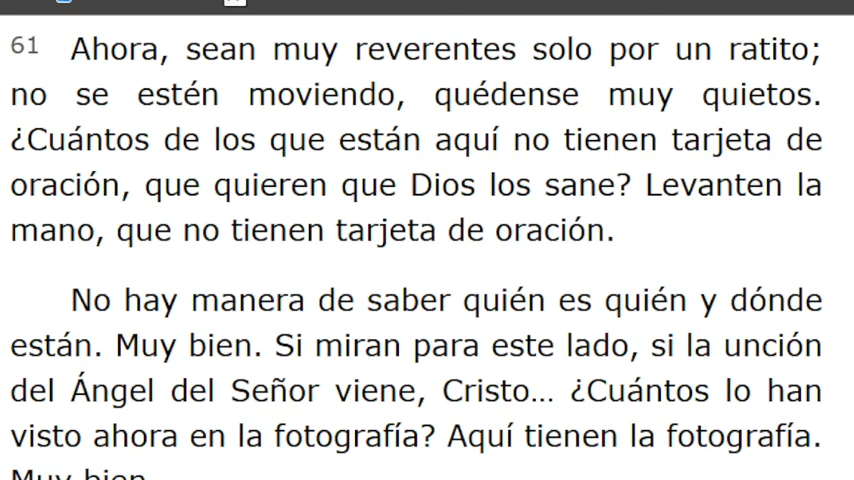 61 Ahora, sean muy reverentes solo por un ratito;
no se estén moviendo, quédense muy quietos.
¿Cuántos de los que están aquí no tienen tarjeta de
oración, que quieren que Dios los sane? Levanten la
mano, que no tienen tarjeta de oración.
No hay manera de saber quién es quién y dónde
están. Muy bien. Si miran para este lado, si la unción
del Ángel del Señor viene, Cristo… ¿Cuántos lo han
visto ahora en la fotografía? Aquí tienen la fotografía.
Muy bien